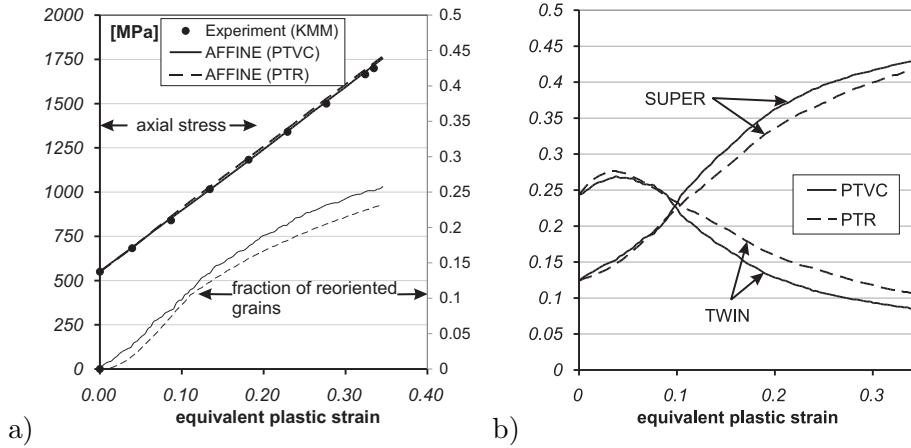 2000
1750
1500
1250
1000
750
500
250
0
[MPa]
Experiment (KMM)
AFFINE (PTVC)
AFFINE (PTR)
axial stress
fraction of reoriented
grains
0.5
0.45
0.4
0.35
0.3
0.25
0.2
0.15
0.1
0.05
0
0.00 0.10 0.20 0.30 0.40
equivalent plastic strain
a)
0.5
0.45
0.4
0.35
0.3
0.25
0.2
0.15
0.1
0.05
0
SUPER
PTVC
PTR
TWIN
0 0.1 0.2 0.3
equivalent plastic strain
b)